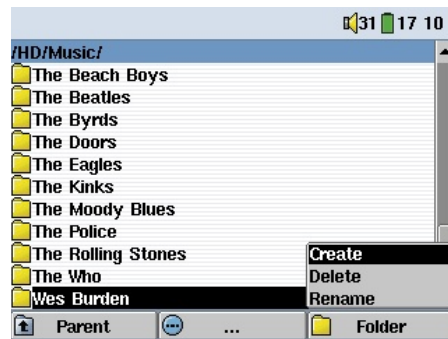 31 17 10
/HD/Music/
The Beach Boys
The Beatles
The Byrds
The Doors
The Eagles
The Kinks
The Moody Blues
The Police
The Rolling Stones
The Who
Wes Burden
Create
Delete
Rename
Parent ... Folder